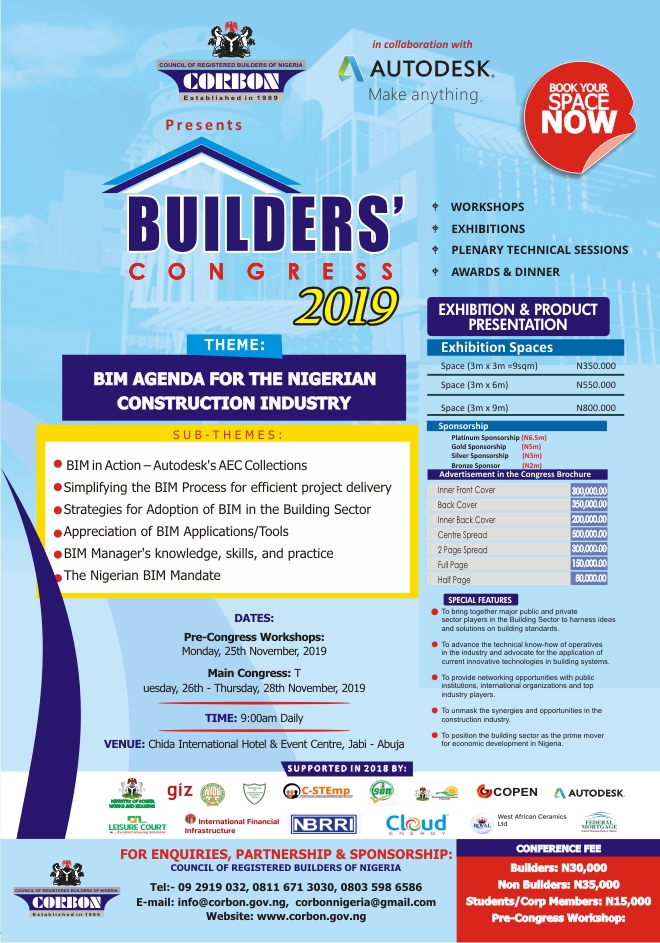 COUNCIL OF REGISTERED BUILDERS OF NIGERIA
CORBON
Established in 1989
in collaboration with
AUTODESK.
Make anything.
BOOK YOUR
SPACE
NOW
Presents
BUILDERS'
CONGRESS
2019
WORKSHOPS
EXHIBITIONS
PLENARY TECHNICAL SESSIONS
AWARDS & DINNER
THEME:
BIM AGENDA FOR THE NIGERIAN
CONSTRUCTION INDUSTRY
SUB-THEMES:
BIM in Action – Autodesk's AEC Collections
Simplifying the BIM Process for efficient project delivery
Strategies for Adoption of BIM in the Building Sector
Appreciation of BIM Applications/Tools
BIM Manager's knowledge, skills, and practice
The Nigerian BIM Mandate
DATES:
Pre-Congress Workshops:
Monday, 25th November, 2019
Main Congress: T
uesday, 26th - Thursday, 28th November, 2019
TIME: 9:00am Daily
VENUE: Chida International Hotel & Event Centre, Jabi - Abuja
EXHIBITION & PRODUCT
PRESENTATION
Exhibition Spaces
Space (3m x 3m =9sqm) N350.000
Space (3m x 6m) N550.000
Space (3m x 9m) N800.000
Sponsorship
Platinum Sponsorship (N6.5m)
Gold Sponsorship (N5m)
Silver Sponsorship (N3m)
Bronze Sponsor (N2m)
Advertisement in the Congress Brochure
Inner Front Cover 300,000.00
Back Cover 350,000.00
Inner Back Cover 200,000.00
Centre Spread 500,000.00
2 Page Spread 300,000.00
Full Page 150,000.00
Half Page 80,000.00
SPECIAL FEATURES
To bring together major public and private
sector players in the Building Sector to harness ideas
and solutions on building standards.
To advance the technical know-how of operatives
in the industry and advocate for the application of
current innovative technologies in building systems.
To provide networking opportunities with public
institutions, international organizations and top
industry players.
To unmask the synergies and opportunities in the
construction industry.
To position the building sector as the prime mover
for economic development in Nigeria.
SUPPORTED IN 2018 BY:
MINISTRY OF POWER
WORKS AND HOUSING
giz
C-STEmp
SON
COPEN
AUTODESK.
LEISURE COURT
International Financial
Infrastructure
NBRRI
Cloud
ENERGY
ROYAL
West African Ceramics
Ltd
FEDERAL
MORTGAGE
FOR ENQUIRIES, PARTNERSHIP & SPONSORSHIP:
COUNCIL OF REGISTERED BUILDERS OF NIGERIA
Tel:- 09 2919 032, 0811 671 3030, 0803 598 6586
E-mail: info@corbon.gov.ng, corbonnigeria@gmail.com
Website: www.corbon.gov.ng
COUNCIL OF REGISTERED BUILDERS OF NIGERIA
CORBON
Established in 1989
CONFERENCE FEE
Builders: N30,000
Non Builders: N35,000
Students/Corp Members: N15,000
Pre-Congress Workshop: